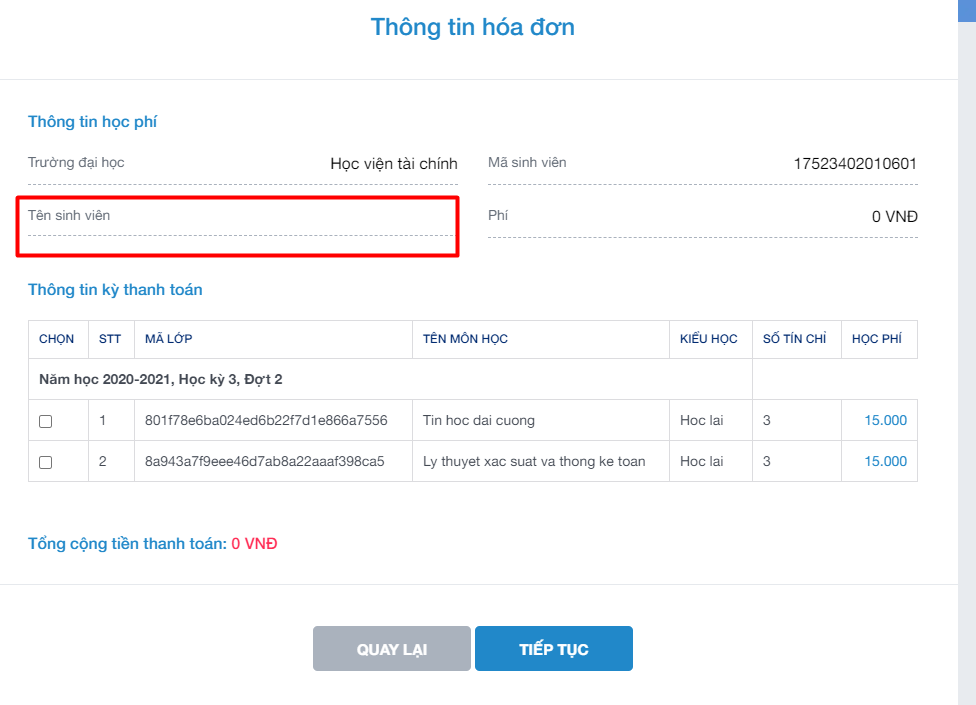 Thông tin hóa đơn
Thông tin học phí
Trường đại học Học viện tài chính Mã sinh viên 17523402010601
Tên sinh viên Phí 0 VNĐ
Thông tin kỳ thanh toán
CHỌN STT MÃ LỚP TÊN MÔN HỌC KIỂU HỌC SỐ TÍN CHỈ HỌC PHÍ
Năm học 2020-2021, Học kỳ 3, Đợt 2
1 801f78e6ba024ed6b22f7d1e866a7556 Tin hoc dai cuong Hoc lai 3 15.000
2 8a943a7f9eee46d7ab8a22aaaf398ca5 Ly thuyet xac suat va thong ke toan Hoc lai 3 15.000
Tổng cộng tiền thanh toán: 0 VNĐ
QUAY LẠI TIẾP TỤC